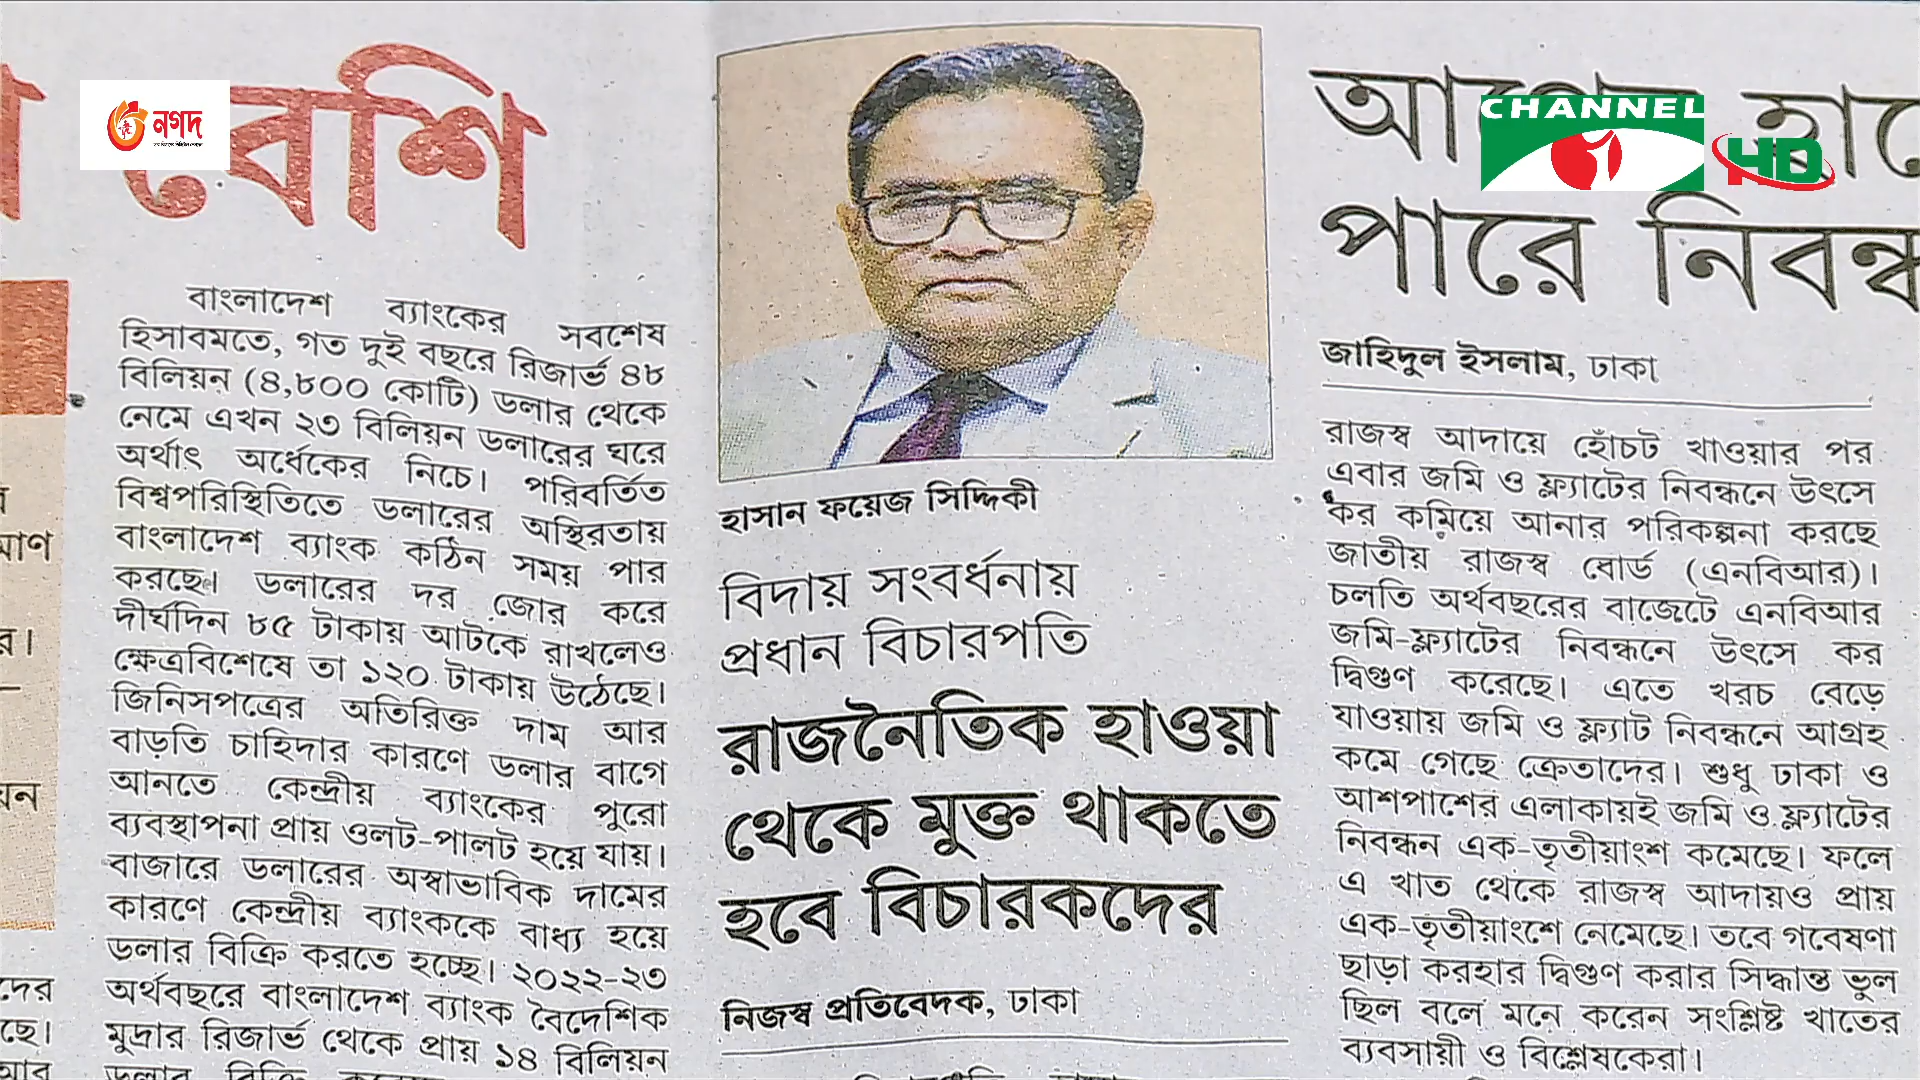 বেশি
নগদ
বাংলাদেশ ব্যাংকের সবশেষ
হিসাবমতে, গত দুই বছরে রিজার্ভ ৪৮
বিলিয়ন (৪,৮০০ কোটি) ডলার থেকে
নেমে এখন ২৩ বিলিয়ন ডলারের ঘরে
অর্থাৎ অর্ধেকের নিচে। পরিবর্তিত
বিশ্বপরিস্থিতিতে ডলারের অস্থিরতায়
বাংলাদেশ ব্যাংক কঠিন সময় পার
করছে। ডলারের দর জোর করে
দীর্ঘদিন ৮৫ টাকায় আটকে রাখলেও
ক্ষেত্রবিশেষে তা ১২০ টাকায় উঠেছে।
জিনিসপত্রের অতিরিক্ত দাম আর
বাড়তি চাহিদার কারণে ডলার বাগে
আনতে কেন্দ্রীয় ব্যাংকের পুরো
ব্যবস্থাপনা প্রায় ওলট-পালট হয়ে যায়।
বাজারে ডলারের অস্বাভাবিক দামের
কারণে কেন্দ্রীয় ব্যাংককে বাধ্য হয়ে
ডলার বিক্রি করতে হচ্ছে। ২০২২-২৩
অর্থবছরে বাংলাদেশ ব্যাংক বৈদেশিক
মুদ্রার রিজার্ভ থেকে প্রায় ১৪ বিলিয়ন
ডলার বিক্রি
হাসান ফয়েজ সিদ্দিকী
বিদায় সংবর্ধনায়
প্রধান বিচারপতি
রাজনৈতিক হাওয়া
থেকে মুক্ত থাকতে
হবে বিচারকদের
নিজস্ব প্রতিবেদক, ঢাকা
CHANNEL
HD
পারে নিবন্ধ
জাহিদুল ইসলাম, ঢাকা
রাজস্ব আদায়ে হোঁচট খাওয়ার পর
এবার জমি ও ফ্ল্যাটের নিবন্ধনে উৎসে
কর কমিয়ে আনার পরিকল্পনা করছে
জাতীয় রাজস্ব বোর্ড (এনবিআর)।
চলতি অর্থবছরের বাজেটে এনবিআর
জমি-ফ্ল্যাটের নিবন্ধনে উৎসে কর
দ্বিগুণ করেছে। এতে খরচ বেড়ে
যাওয়ায় জমি ও ফ্ল্যাট নিবন্ধনে আগ্রহ
কমে গেছে ক্রেতাদের। শুধু ঢাকা ও
আশপাশের এলাকায়ই জমি ও ফ্ল্যাটের
নিবন্ধন এক-তৃতীয়াংশ কমেছে। ফলে
এ খাত থেকে রাজস্ব আদায়ও প্রায়
এক-তৃতীয়াংশে নেমেছে। তবে গবেষণা
ছাড়া করহার দ্বিগুণ করার সিদ্ধান্ত ভুল
ছিল বলে মনে করেন সংশ্লিষ্ট খাতের
ব্যবসায়ী ও বিশ্লেষকেরা।